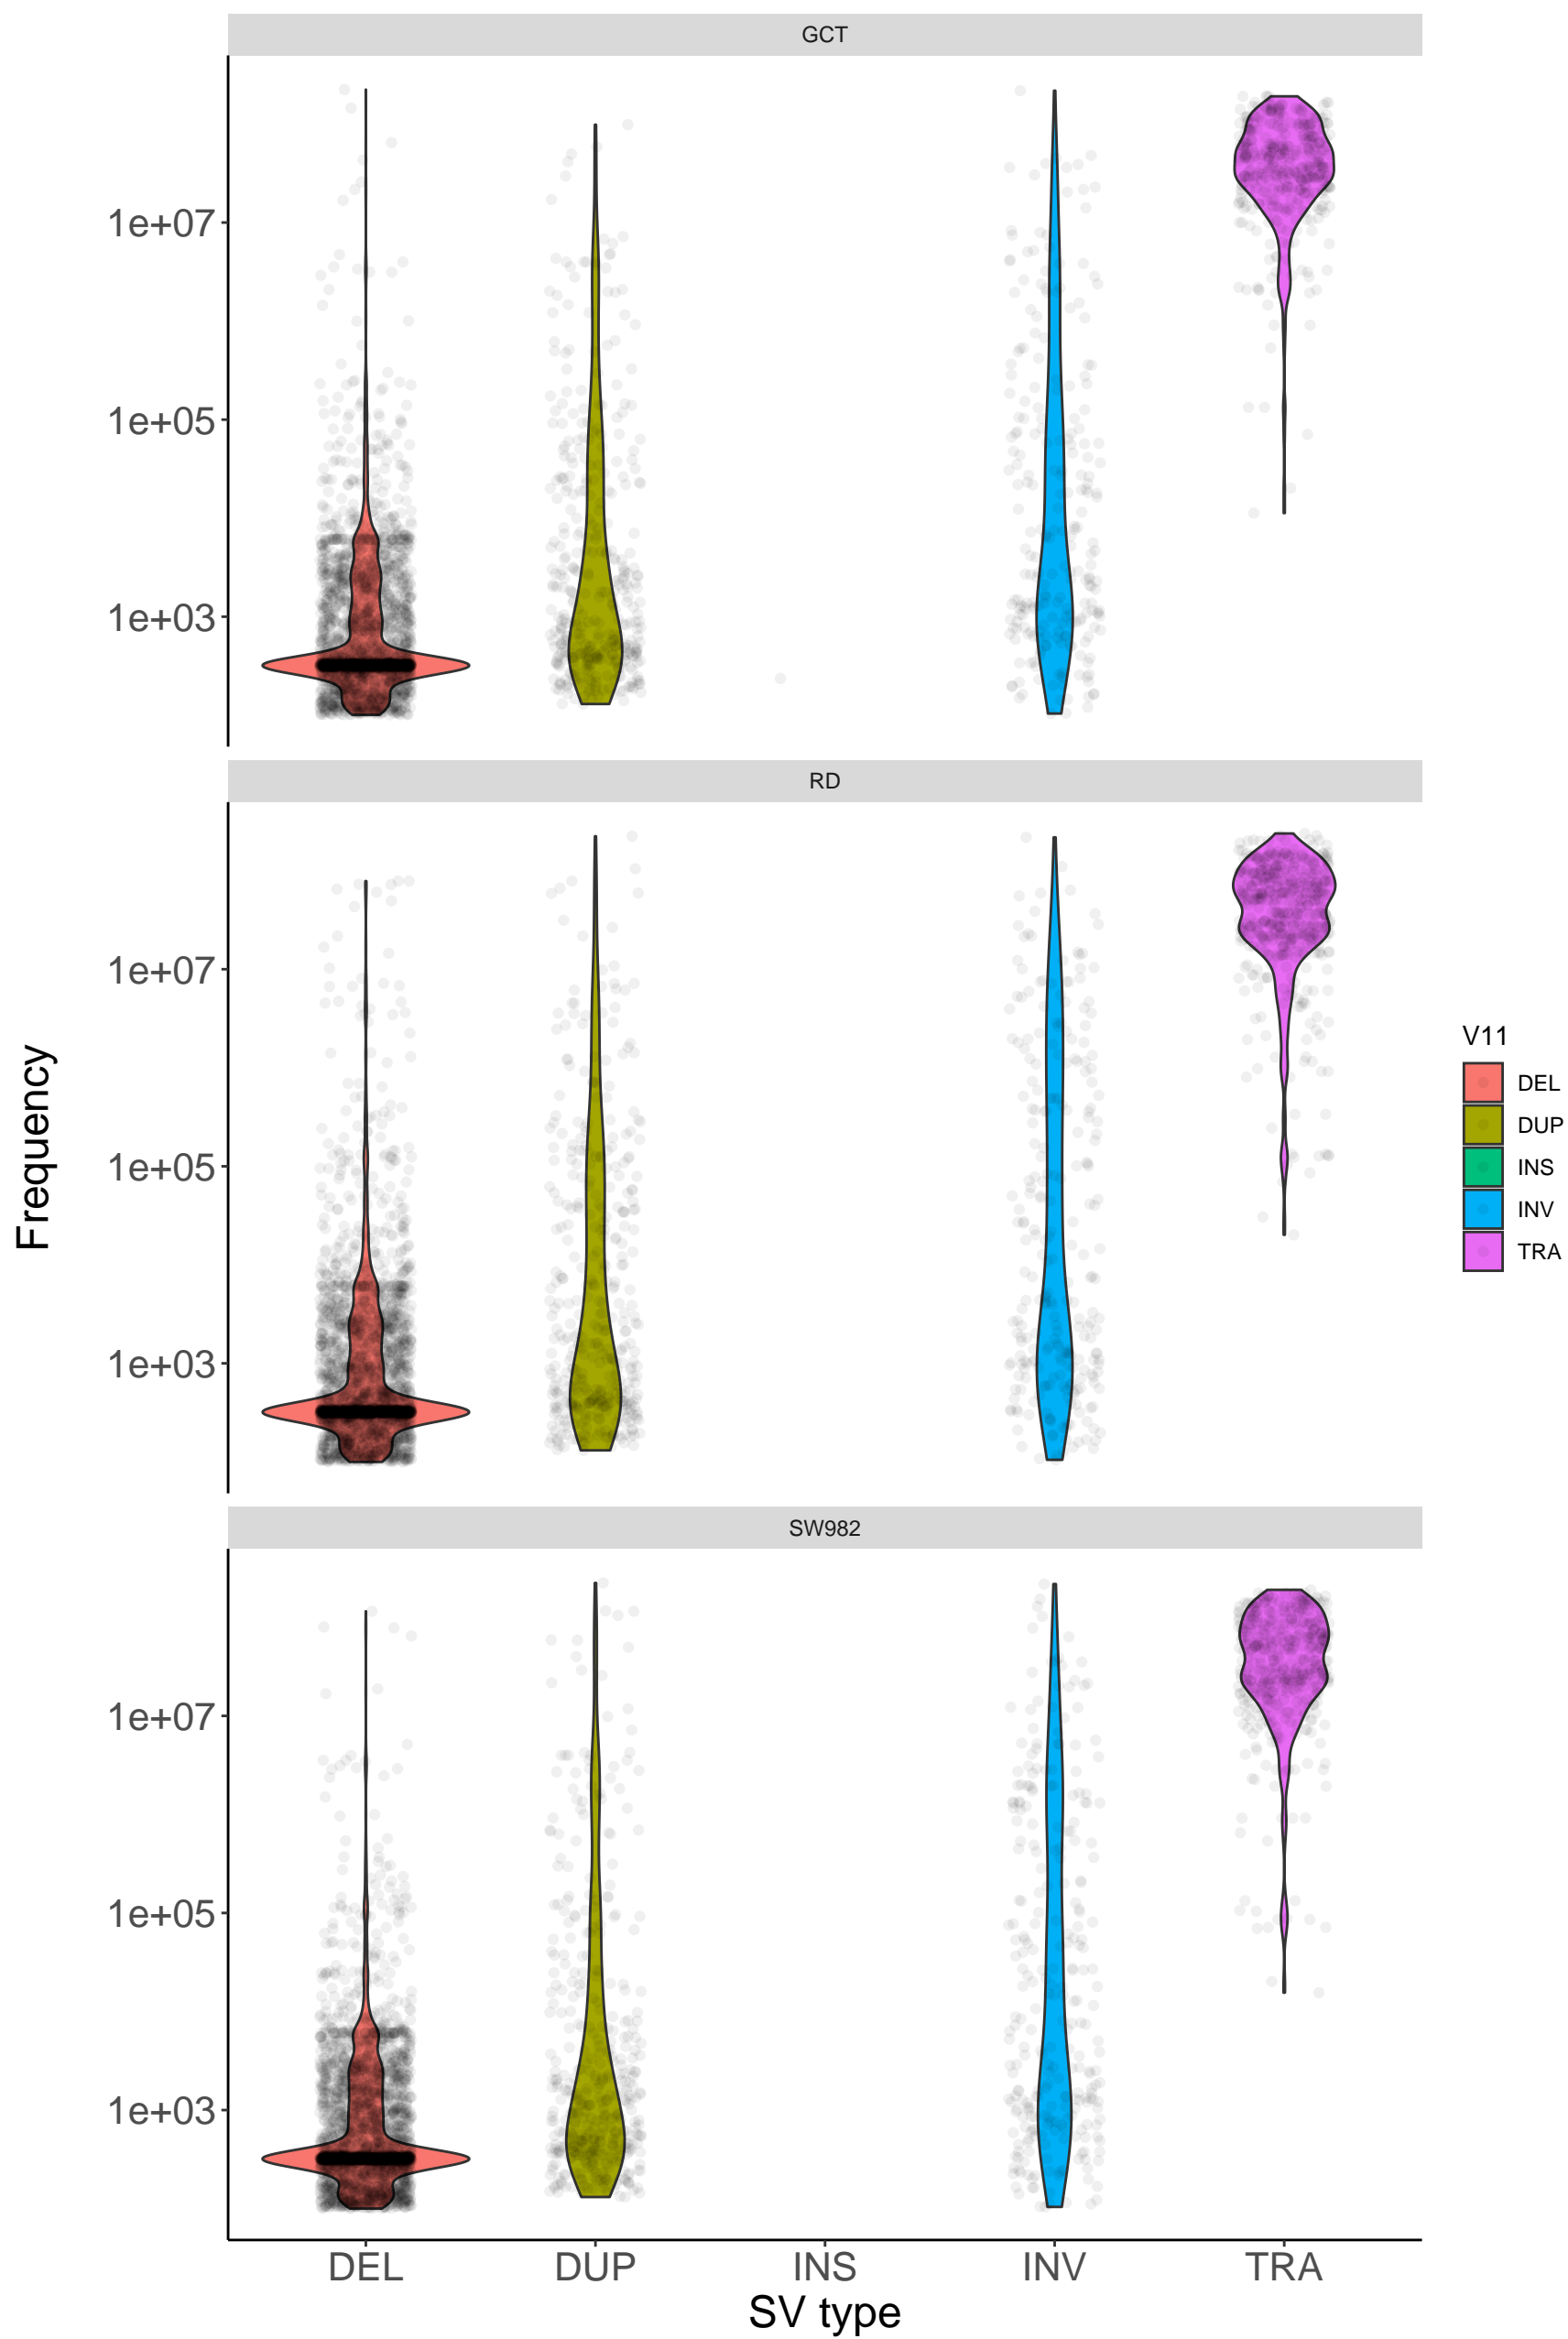 GCT
1e+07
1e+05
1e+03
RD
1e+07
1e+05
1e+03
SW982
1e+07
1e+05
1e+03
DEL DUP INS INV TRA
SV type
Frequency
V11
DEL
DUP
INS
INV
TRA